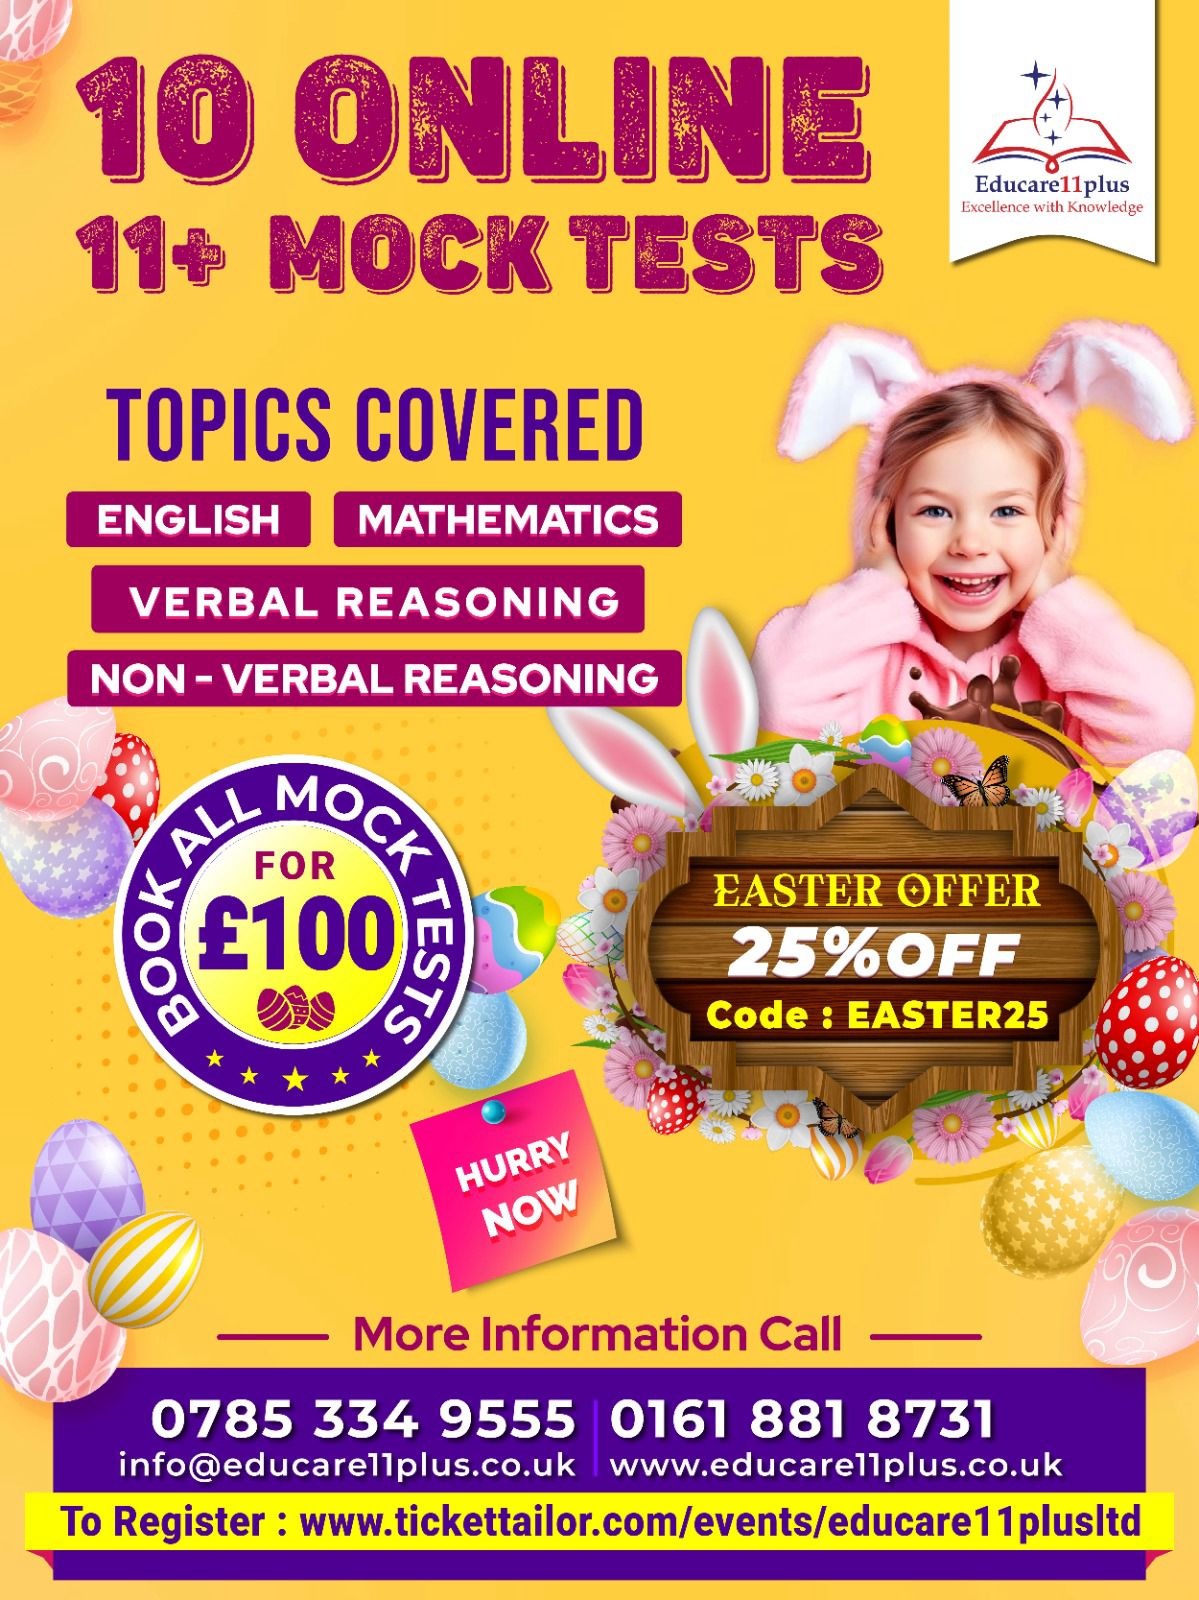 10 ONLINE
11+ MOCK TESTS
Educare11plus
Excellence with Knowledge
TOPICS COVERED
ENGLISH
MATHEMATICS
VERBAL REASONING
NON - VERBAL REASONING
BOOK ALL MOCK TESTS
FOR
£100
EASTER OFFER
25%OFF
Code : EASTER25
HURRY
NOW
More Information Call
0785 334 9555
0161 881 8731
info@educare11plus.co.uk
www.educare11plus.co.uk
To Register : www.tickettailor.com/events/educare11plusltd